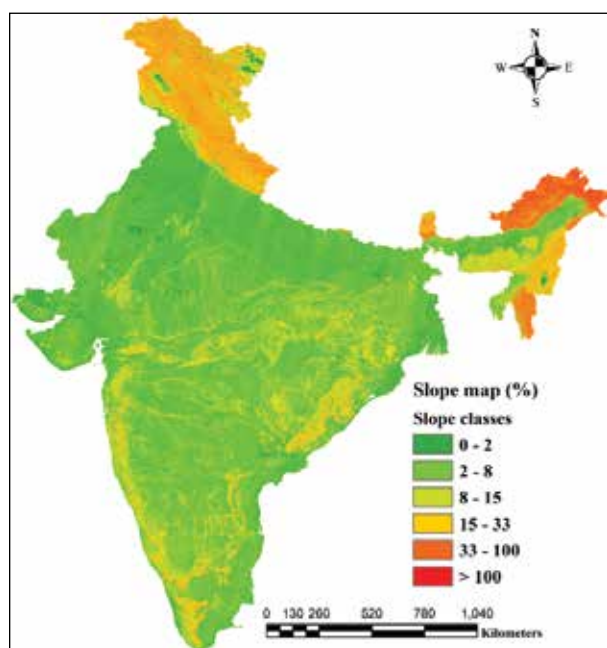 N
W E
S
Slope map (%)
Slope classes
0 - 2
2 - 8
8 - 15
15 - 33
33 - 100
> 100
0 130 260 520 780 1,040
Kilometers